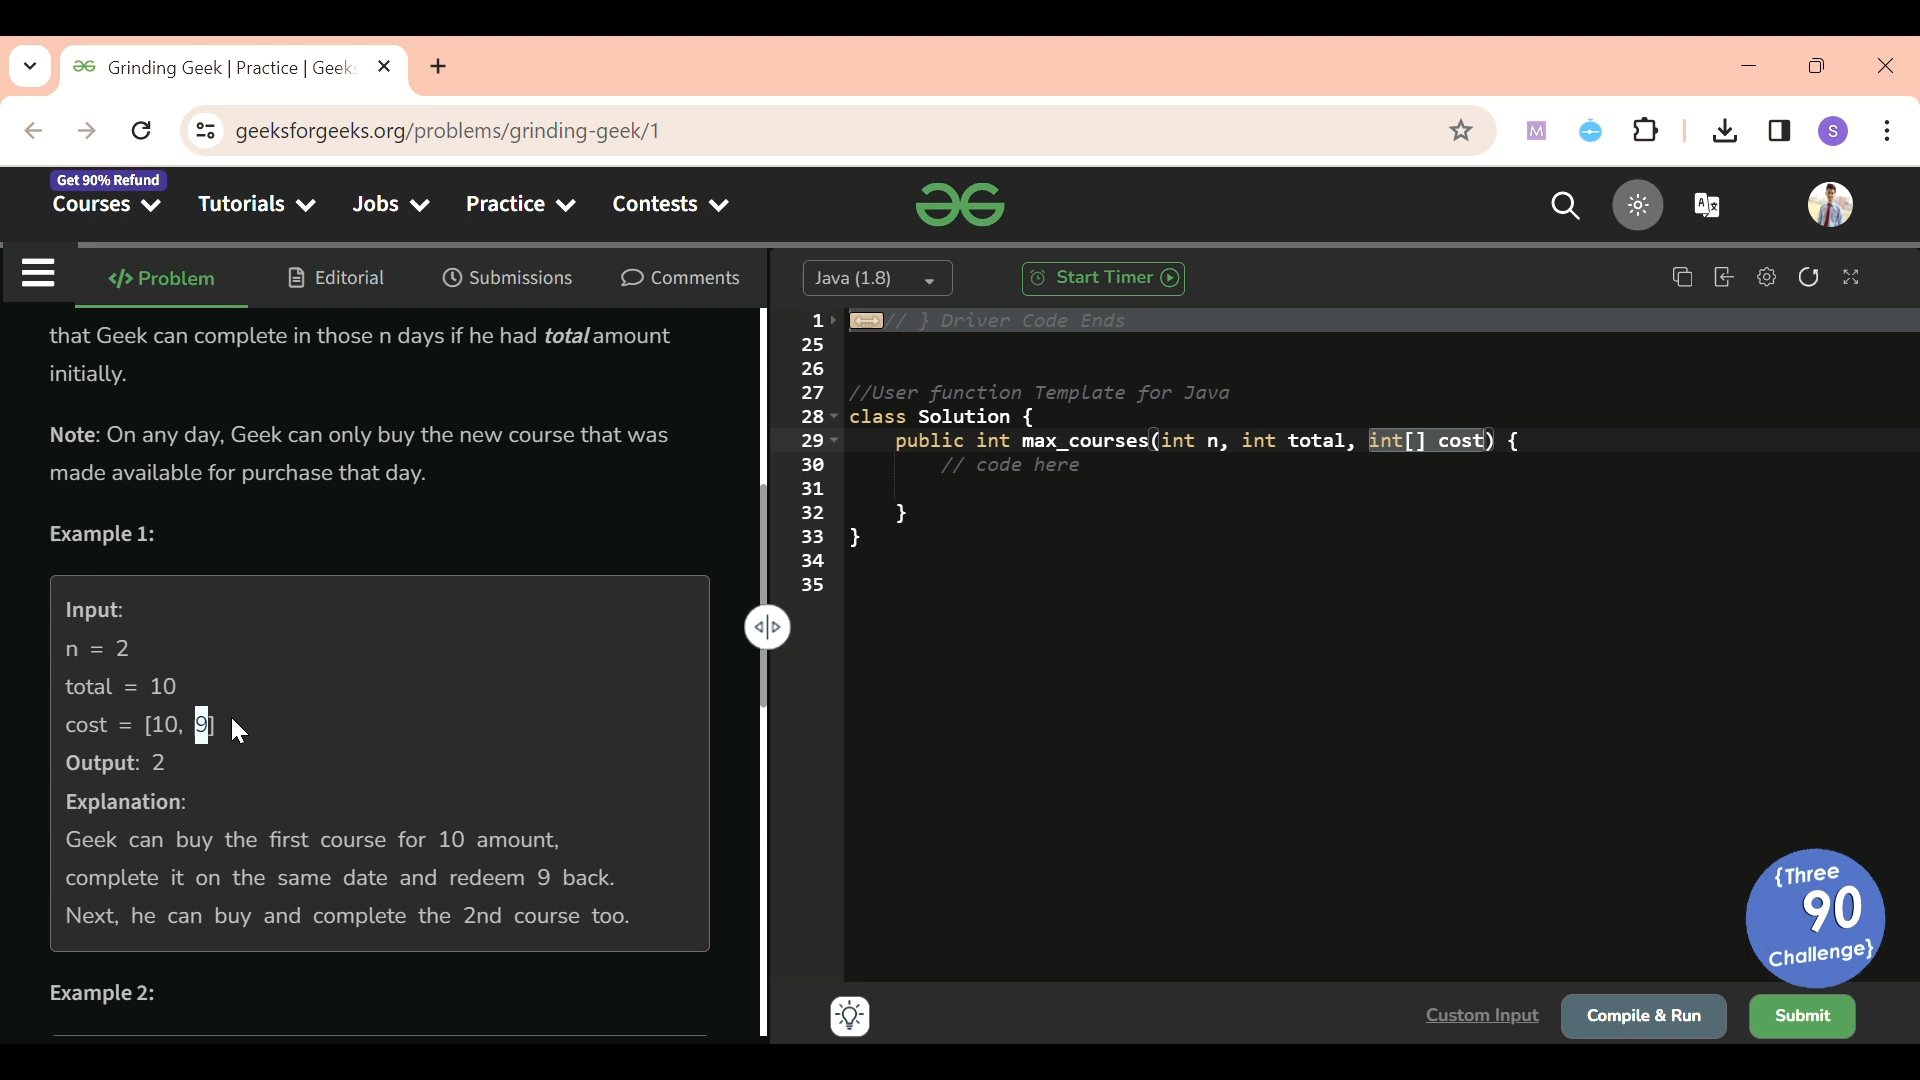 Grinding Geek | Practice | Geeks
geeksforgeeks.org/problems/grinding-geek/1
M
S
Get 90% Refund
Courses
Tutorials
Jobs
Practice
Contests
</> Problem
Editorial
Submissions
Comments
Java (1.8)
Start Timer
that Geek can complete in those n days if he had total amount
initially.
Note: On any day, Geek can only buy the new course that was
made available for purchase that day.
Example 1:
Input:
n = 2
total = 10
cost = [10, 9]
Output: 2
Explanation:
Geek can buy the first course for 10 amount,
complete it on the same date and redeem 9 back.
Next, he can buy and complete the 2nd course too.
Example 2:
1 // } Driver Code Ends
25
26
27 //User function Template for Java
28 class Solution {
29 public int max_courses(int n, int total, int[] cost) {
30 // code here
31
32 }
33 }
34
35
{Three
90
Challenge}
Custom Input
Compile & Run
Submit